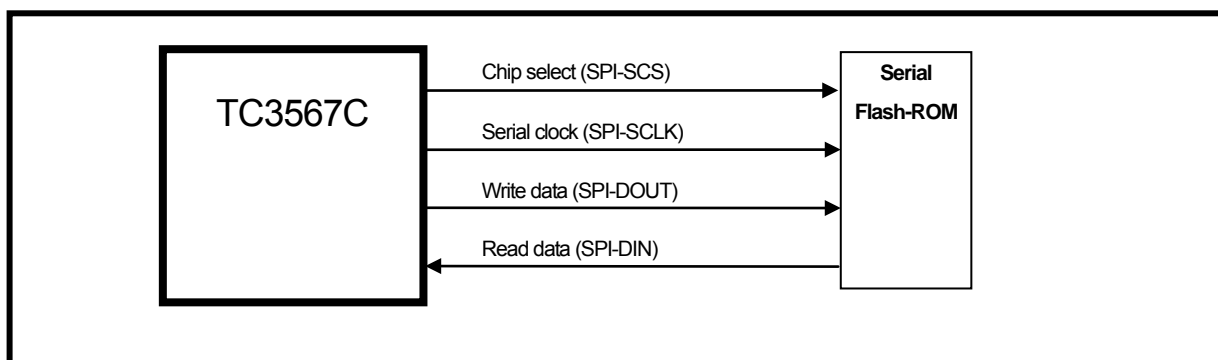 TC3567C
Chip select (SPI-SCS)
Serial clock (SPI-SCLK)
Write data (SPI-DOUT)
Read data (SPI-DIN)
Serial
Flash-ROM